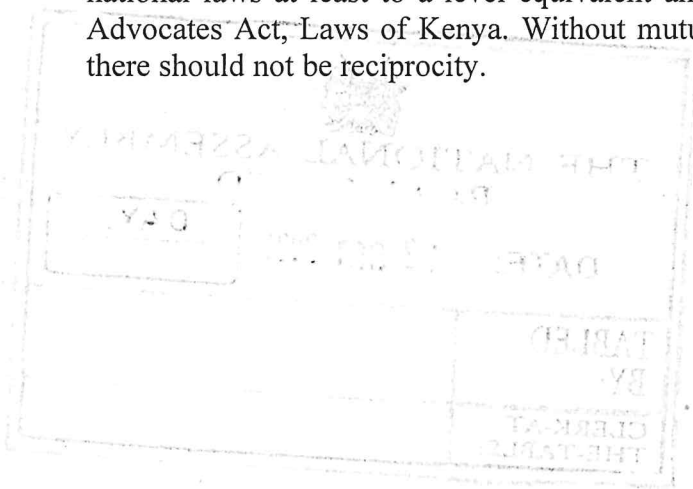 national laws at least to a level equivalent an
Advocates Act, Laws of Kenya. Without mutu
there should not be reciprocity.
THE NATIONAL ASSEMBLY
DAY
DATE:
TABLED
BY:
CLERK-AT
THE-TABLE: